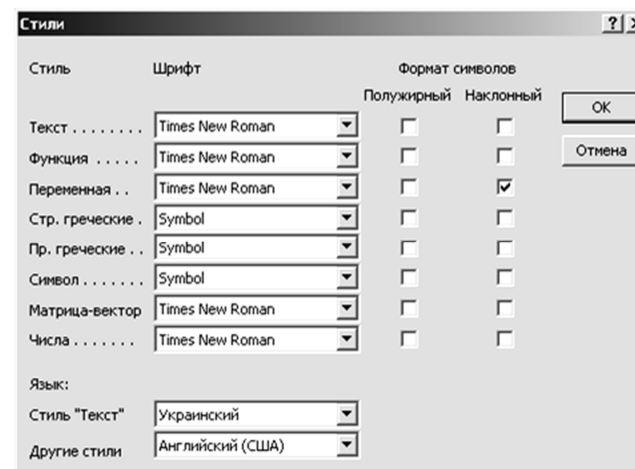 Стили
Стиль Шрифт Формат символов
Полужирный Наклонный
OK
Текст . . . . . . . . Times New Roman
Отмена
Функция . . . . . Times New Roman
Переменная . . Times New Roman
Стр. греческие . Symbol
Пр. греческие . . Symbol
Символ . . . . . . . Symbol
Матрица-вектор Times New Roman
Числа . . . . . . . Times New Roman
Язык:
Стиль "Текст" Украинский
Другие стили Английский (США)